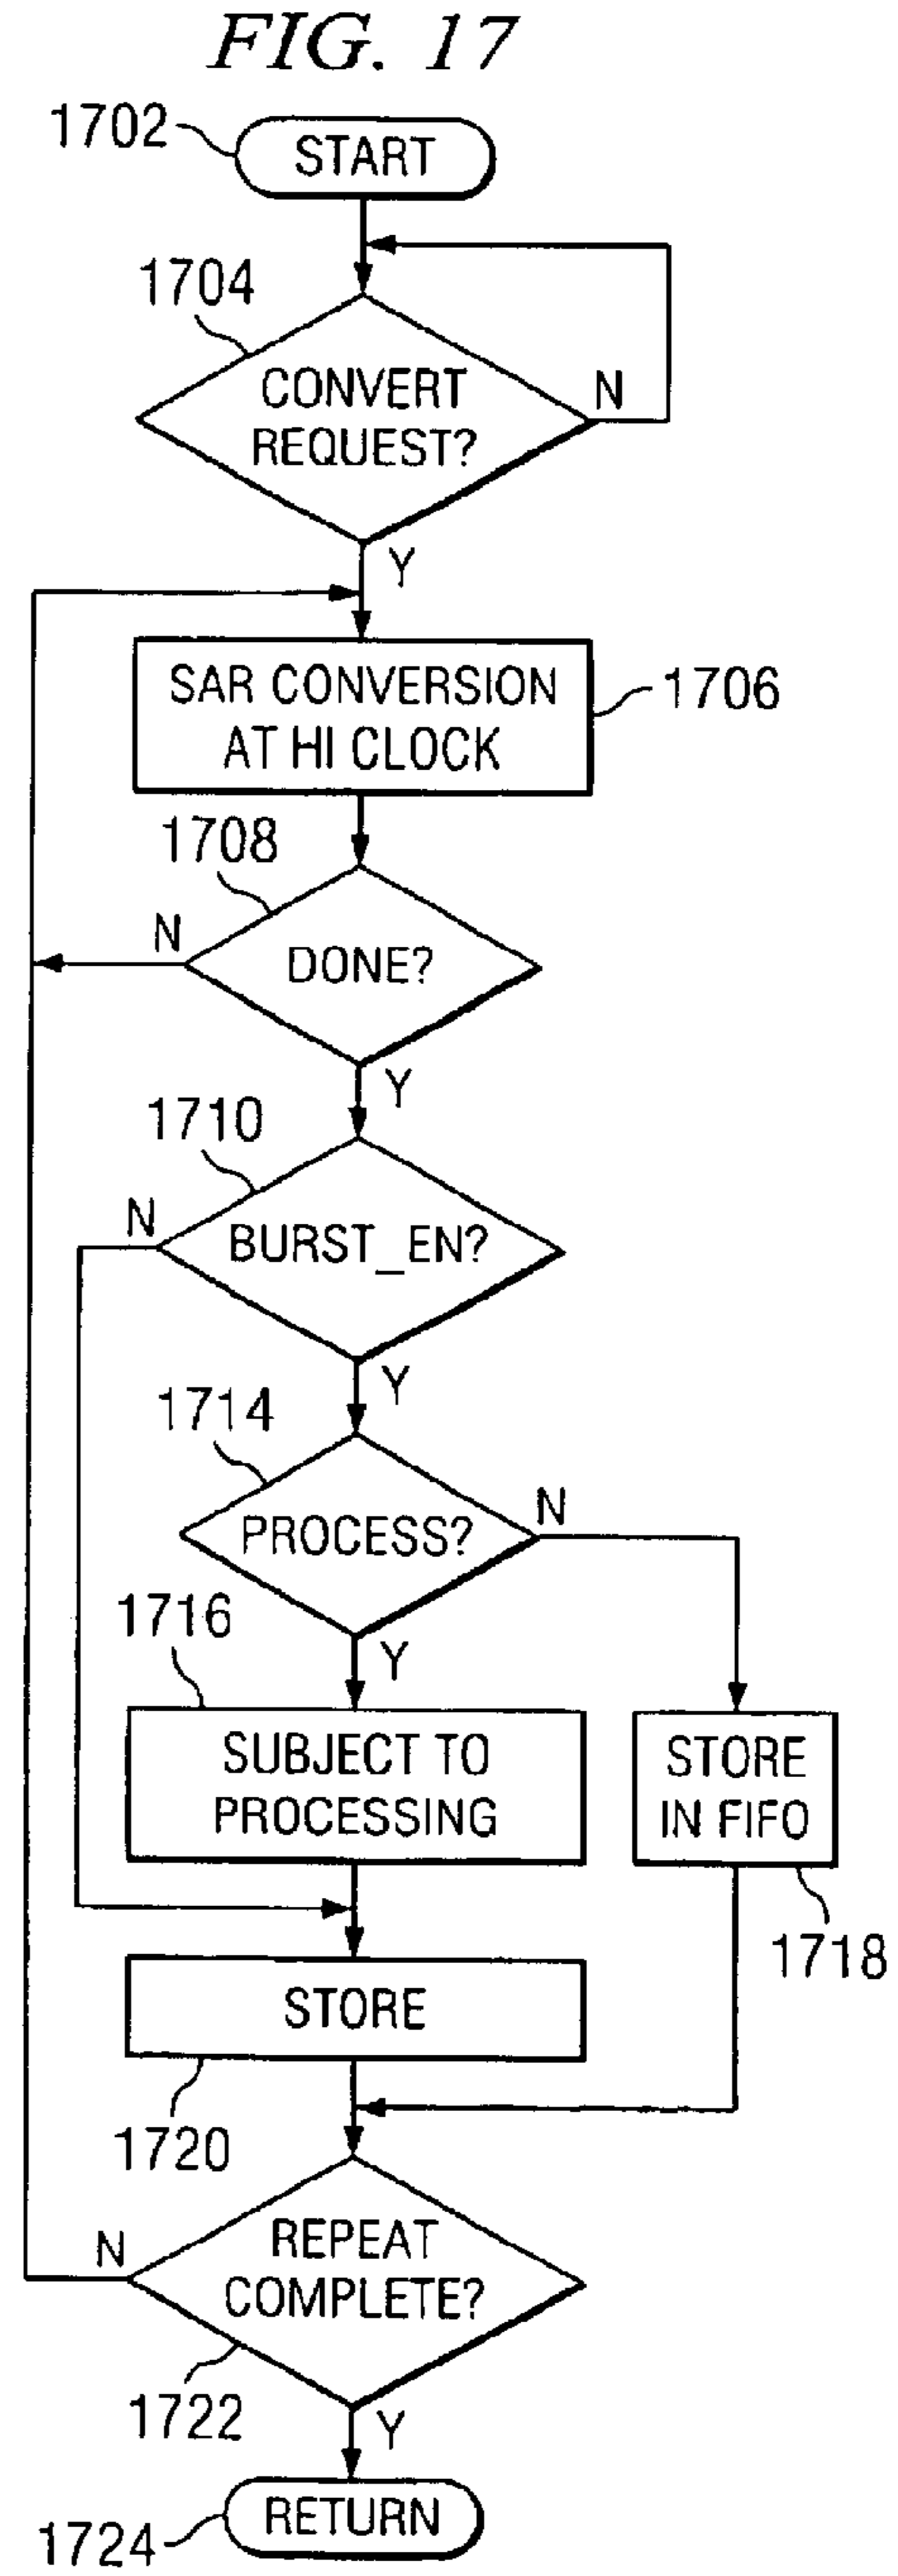 FIG. 17
1702
START
1704
CONVERT
REQUEST?
N
Y
SAR CONVERSION
AT HI CLOCK
1706
1708
N
DONE?
Y
1710
N
BURST_EN?
Y
1714
PROCESS?
N
1716
Y
SUBJECT TO
PROCESSING
STORE
IN FIFO
1718
STORE
1720
N
REPEAT
COMPLETE?
1722
Y
RETURN
1724